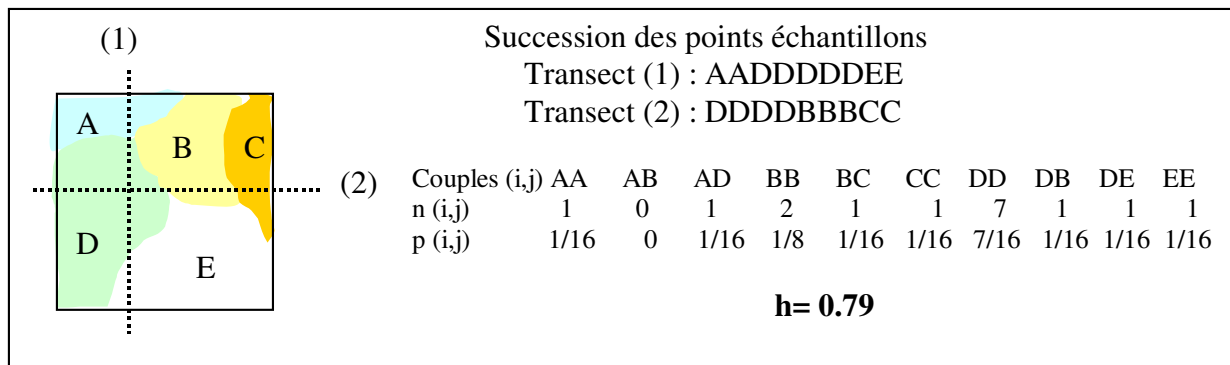 (1)
Succession des points échantillons
Transect (1) : AADDDDDEE
Transect (2) : DDDDBBBCC
A
B
C
(2)
D
E
Couples (i,j) AA AB AD BB BC CC DD DB DE EE
n (i,j) 1 0 1 2 1 1 7 1 1 1
p (i,j) 1/16 0 1/16 1/8 1/16 1/16 7/16 1/16 1/16 1/16
h= 0.79